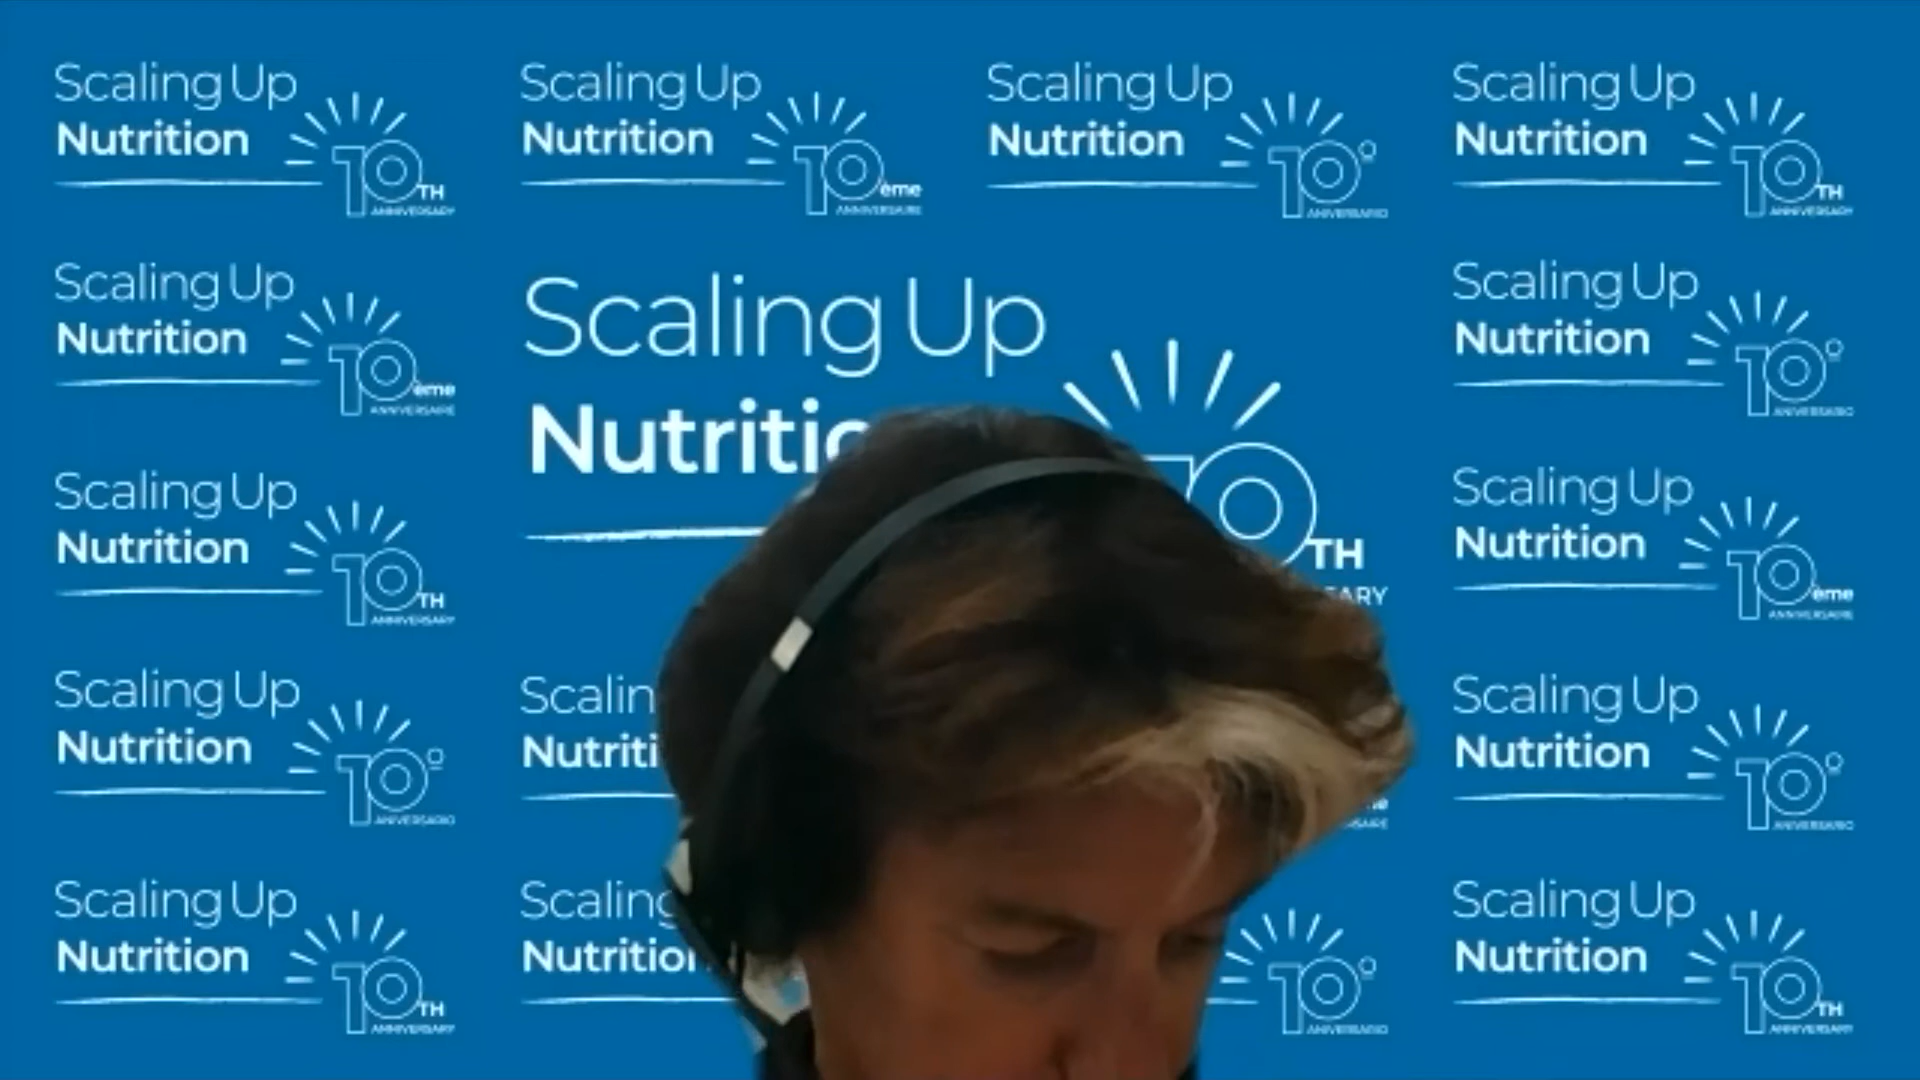 Scaling Up
Nutrition
10TH
ANNIVERSARY
Scaling Up
Nutrition
10ème
ANNIVERSAIRE
Scaling Up
Nutrition
10º
ANIVERSARIO
Scaling Up
Nutrition
10TH
ANNIVERSARY
Scaling Up
Nutrition
10ème
ANNIVERSAIRE
Scaling Up
Nutritio
10TH
SARY
Scaling Up
Nutrition
10º
ANIVERSARIO
Scaling Up
Nutrition
10TH
ANNIVERSARY
Scaling Up
Nutrition
10ème
ANNIVERSAIRE
Scaling Up
Nutrition
10º
ANIVERSARIO
Scalin
Nutriti
Scaling Up
Nutrition
10º
ANIVERSARIO
Scaling Up
Nutrition
10TH
ANNIVERSARY
Scaling
Nutrition
10º
ANIVERSARIO
Scaling Up
Nutrition
10TH
ANNIVERSARY